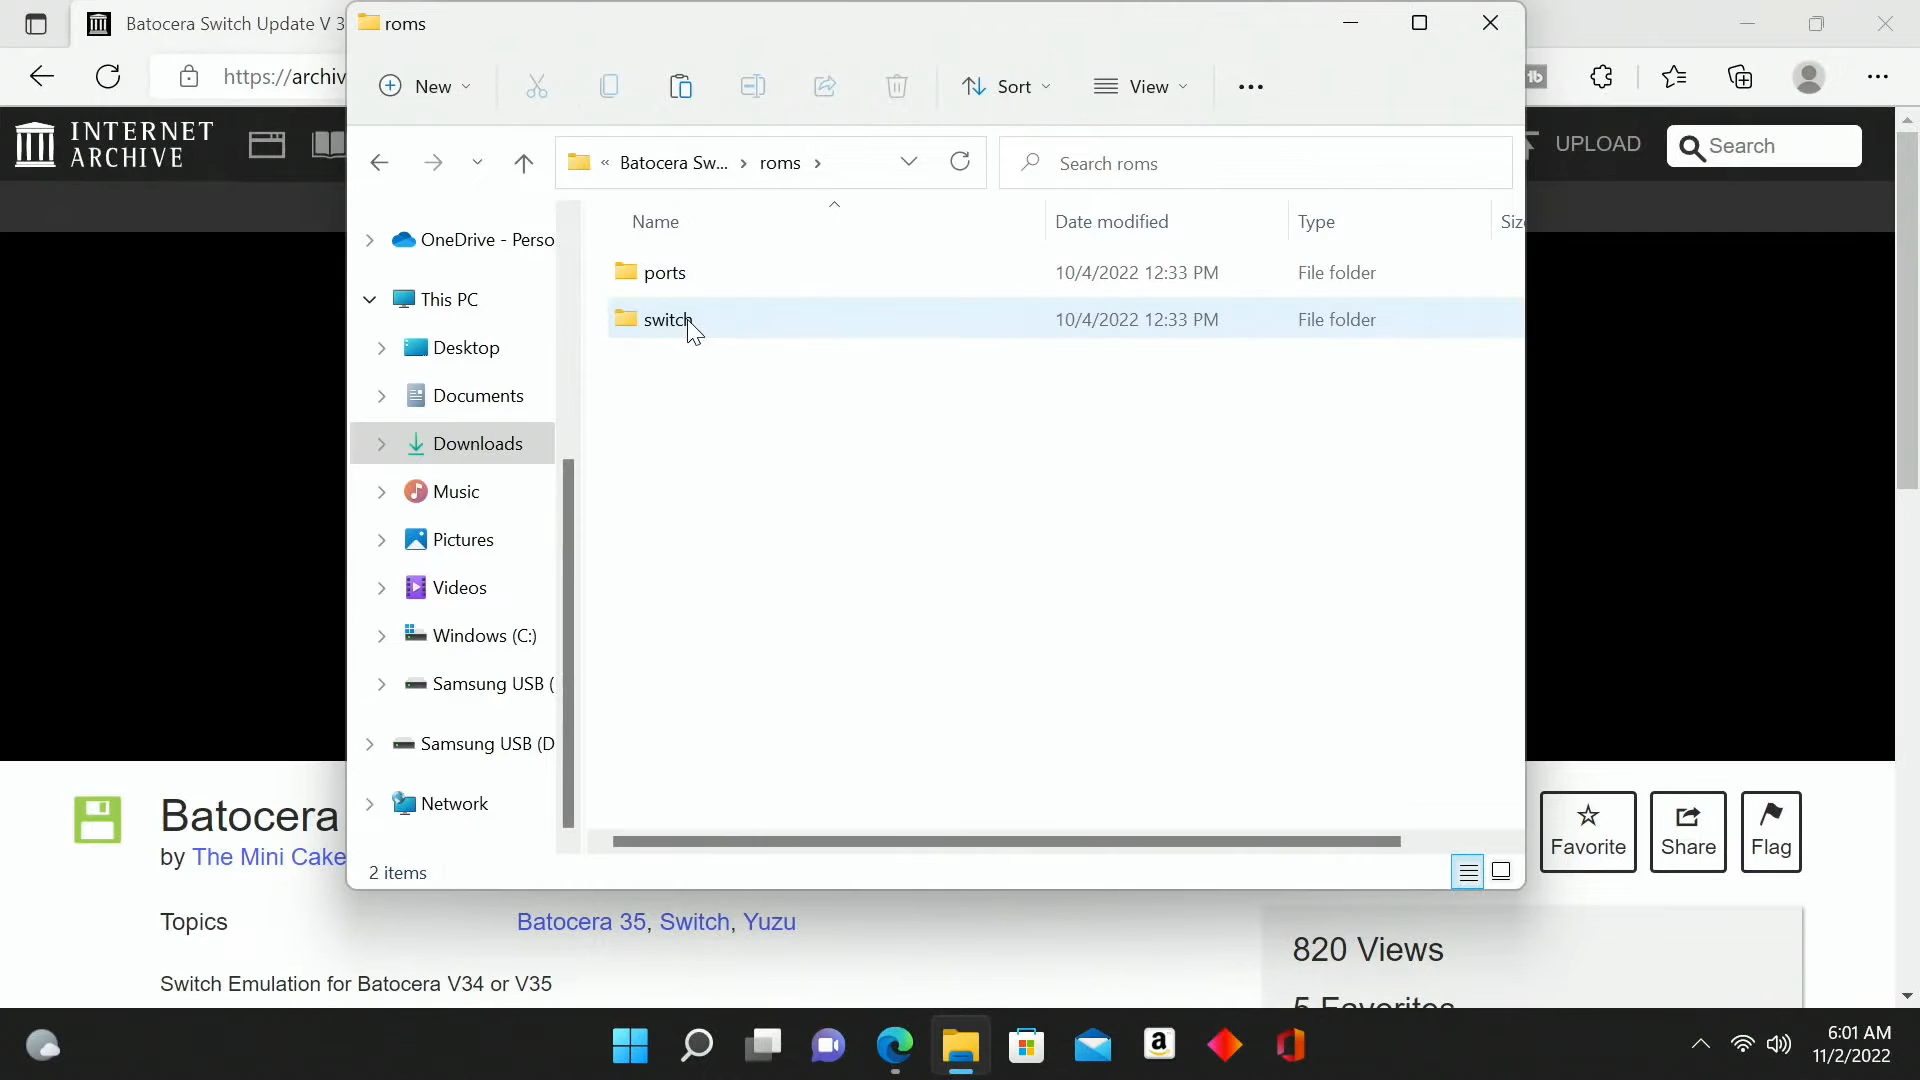 Batocera Switch Update V 3
roms
https://archiv
New
Sort
View
INTERNET
ARCHIVE
UPLOAD
Search
« Batocera Sw... > roms >
Search roms
Name
Date modified
Type
Siz
OneDrive - Perso
This PC
Desktop
Documents
Downloads
Music
Pictures
Videos
Windows (C:)
Samsung USB (
Samsung USB (D
Network
ports
10/4/2022 12:33 PM
File folder
switch
10/4/2022 12:33 PM
File folder
2 items
Batocera
by The Mini Cake
Favorite
Share
Flag
Topics
Batocera 35, Switch, Yuzu
Switch Emulation for Batocera V34 or V35
820 Views
5 Favorites
6:01 AM
11/2/2022